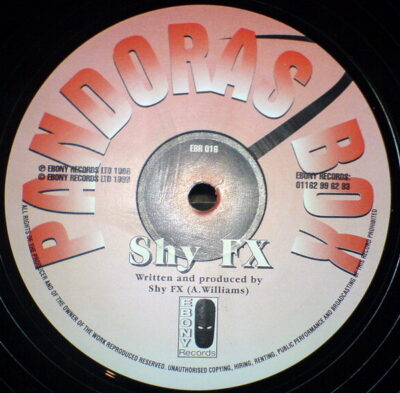 PANDORAS BOX
EBR 016
℗ EBONY RECORDS LTD 1998
© EBONY RECORDS LTD 1998
EBONY RECORDS:
01162 99 62 93
Shy FX
Written and produced by
Shy FX (A.Williams)
EBONY
Records
ALL RIGHTS OF THE PRODUCER AND OF THE OWNER OF THE WORK REPRODUCED RESERVED. UNAUTHORISED COPYING, HIRING, RENTING, PUBLIC PERFORMANCE AND BROADCASTING OF THIS RECORD PROHIBITED